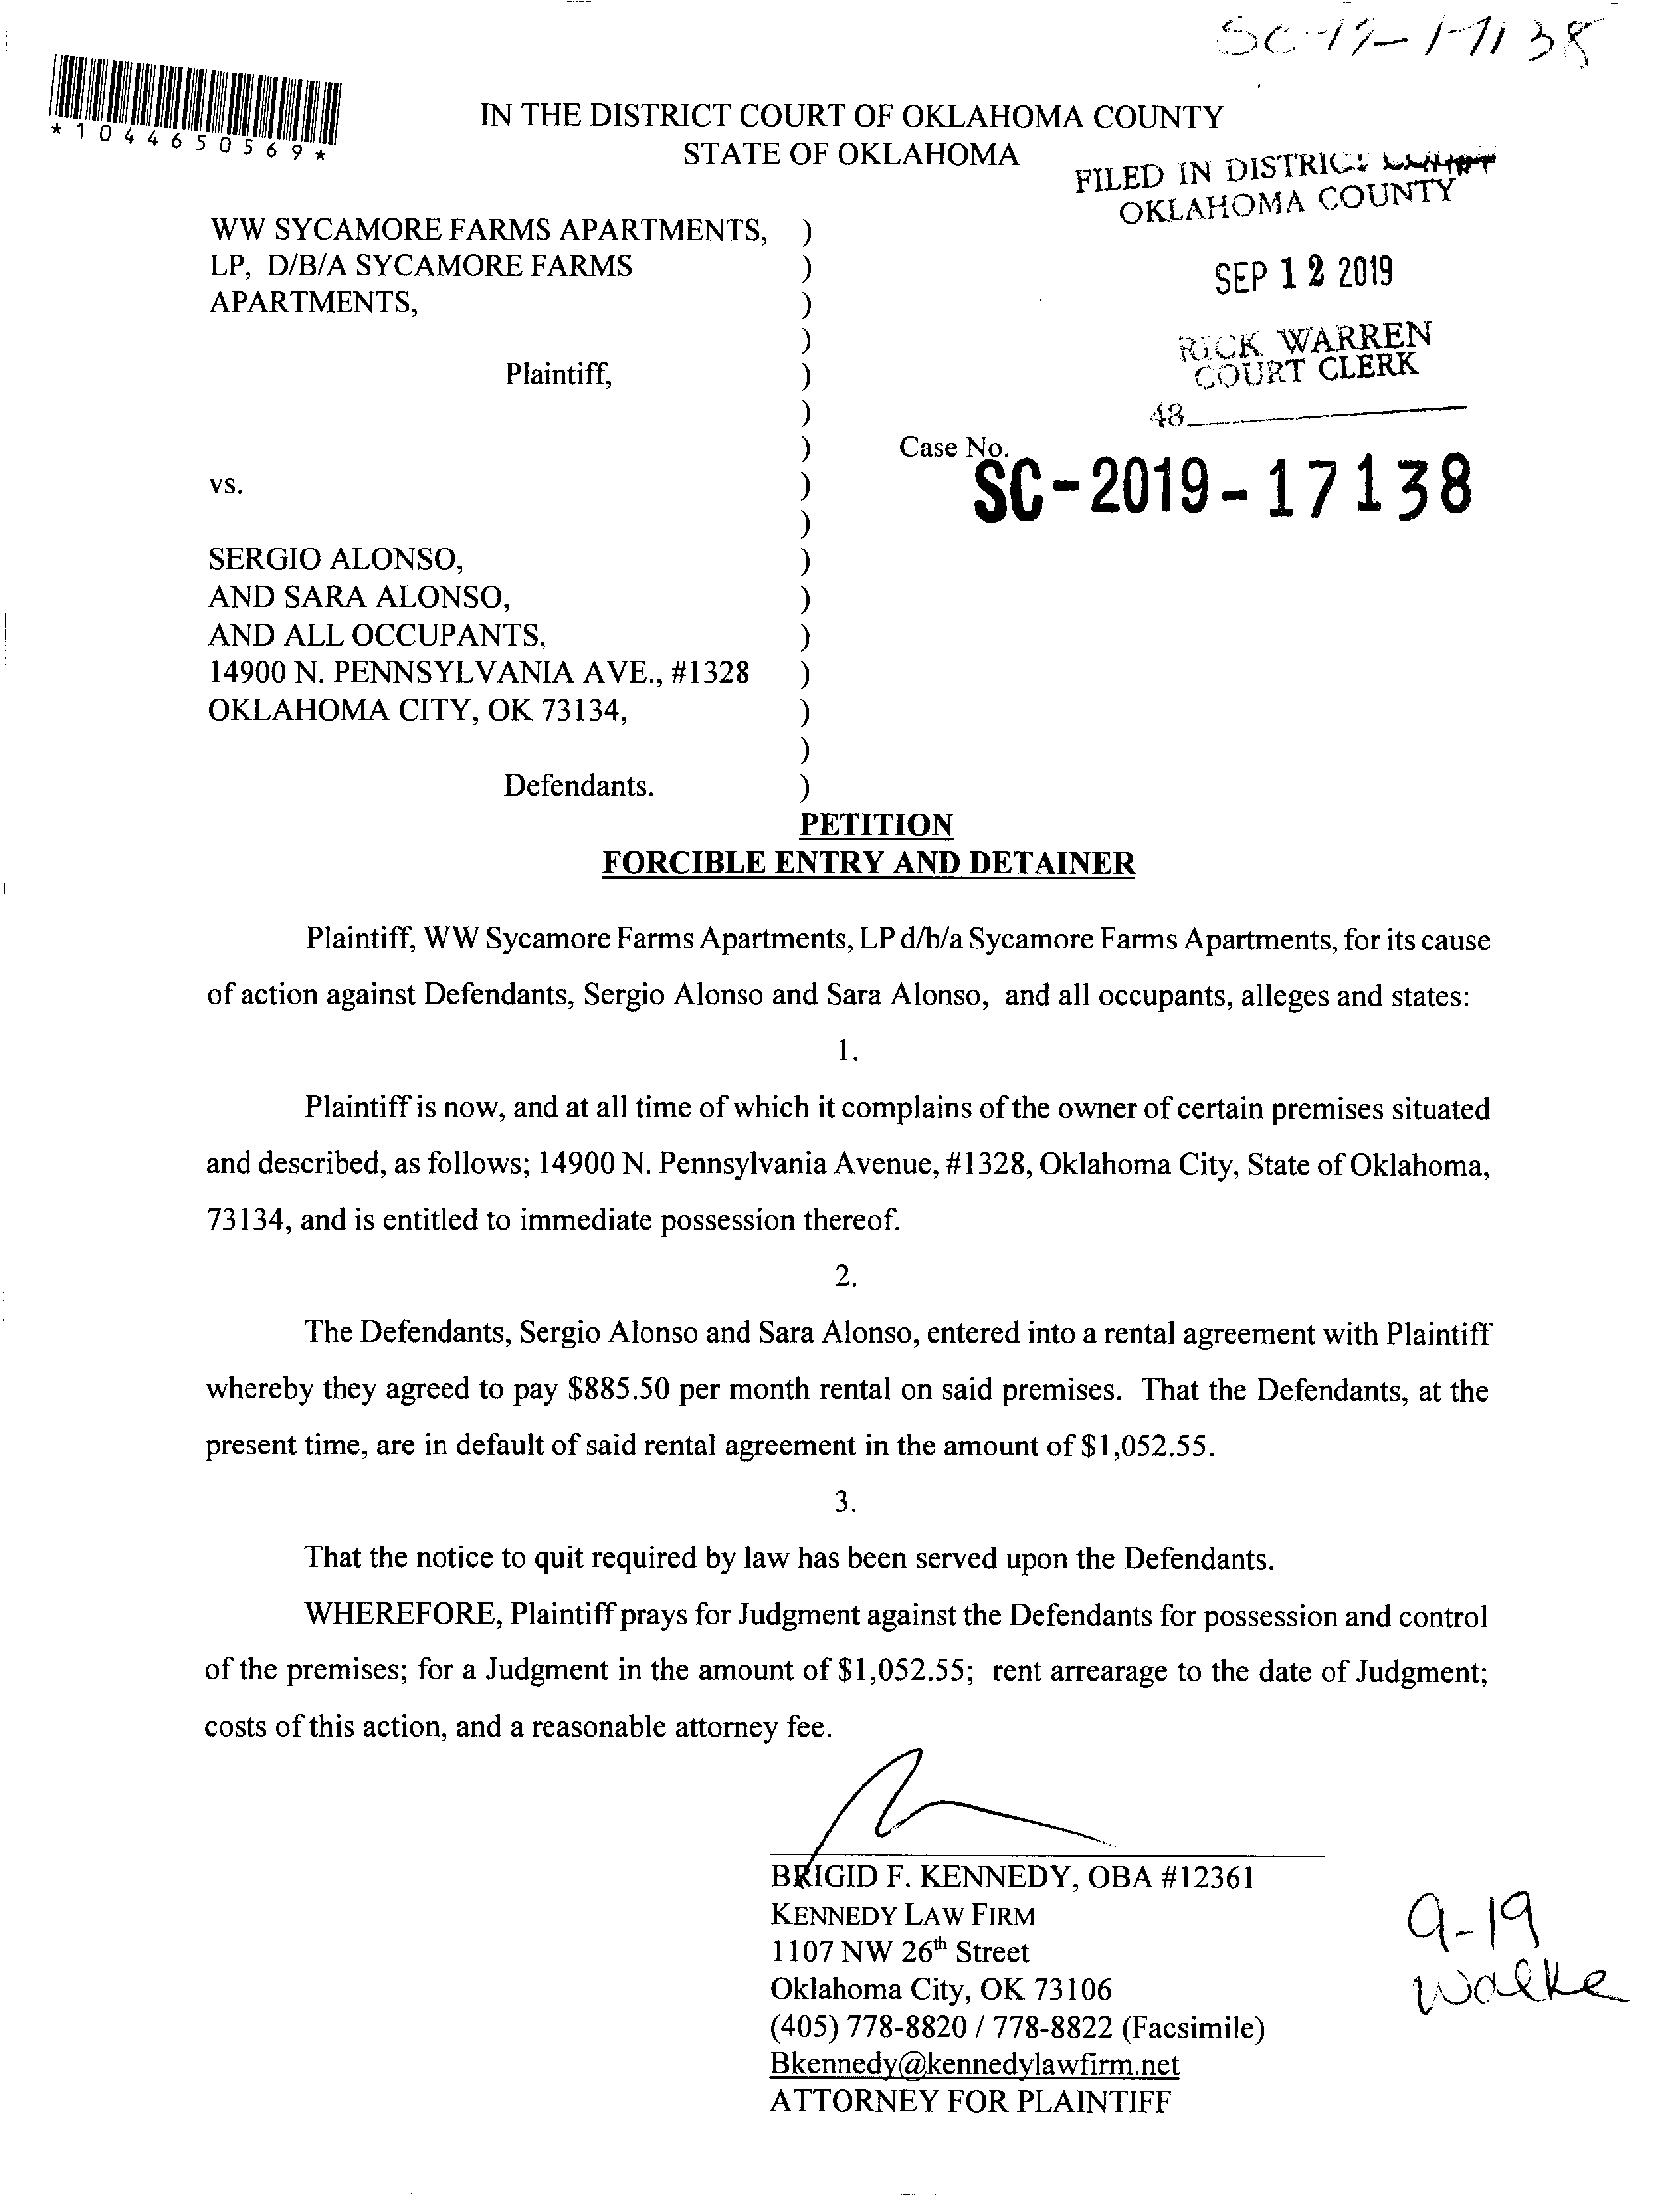 SC-19-17138
*1044650569*
IN THE DISTRICT COURT OF OKLAHOMA COUNTY
STATE OF OKLAHOMA
FILED IN DISTRICT COURT
OKLAHOMA COUNTY
SEP 12 2019
RICK WARREN
COURT CLERK
48
WW SYCAMORE FARMS APARTMENTS, )
LP, D/B/A SYCAMORE FARMS )
APARTMENTS, )
)
Plaintiff, )
)
) Case No. SC-2019-17138
vs. )
)
SERGIO ALONSO, )
AND SARA ALONSO, )
AND ALL OCCUPANTS, )
14900 N. PENNSYLVANIA AVE., #1328 )
OKLAHOMA CITY, OK 73134, )
)
Defendants. )
PETITION
FORCIBLE ENTRY AND DETAINER
Plaintiff, WW Sycamore Farms Apartments, LP d/b/a Sycamore Farms Apartments, for its cause
of action against Defendants, Sergio Alonso and Sara Alonso, and all occupants, alleges and states:
1.
Plaintiff is now, and at all time of which it complains of the owner of certain premises situated
and described, as follows; 14900 N. Pennsylvania Avenue, #1328, Oklahoma City, State of Oklahoma,
73134, and is entitled to immediate possession thereof.
2.
The Defendants, Sergio Alonso and Sara Alonso, entered into a rental agreement with Plaintiff
whereby they agreed to pay $885.50 per month rental on said premises. That the Defendants, at the
present time, are in default of said rental agreement in the amount of $1,052.55.
3.
That the notice to quit required by law has been served upon the Defendants.
WHEREFORE, Plaintiff prays for Judgment against the Defendants for possession and control
of the premises; for a Judgment in the amount of $1,052.55; rent arrearage to the date of Judgment;
costs of this action, and a reasonable attorney fee.
BRIGID F. KENNEDY, OBA #12361
KENNEDY LAW FIRM
1107 NW 26th Street
Oklahoma City, OK 73106
(405) 778-8820 / 778-8822 (Facsimile)
Bkennedy@kennedylawfirm.net
ATTORNEY FOR PLAINTIFF
9-19
Walke